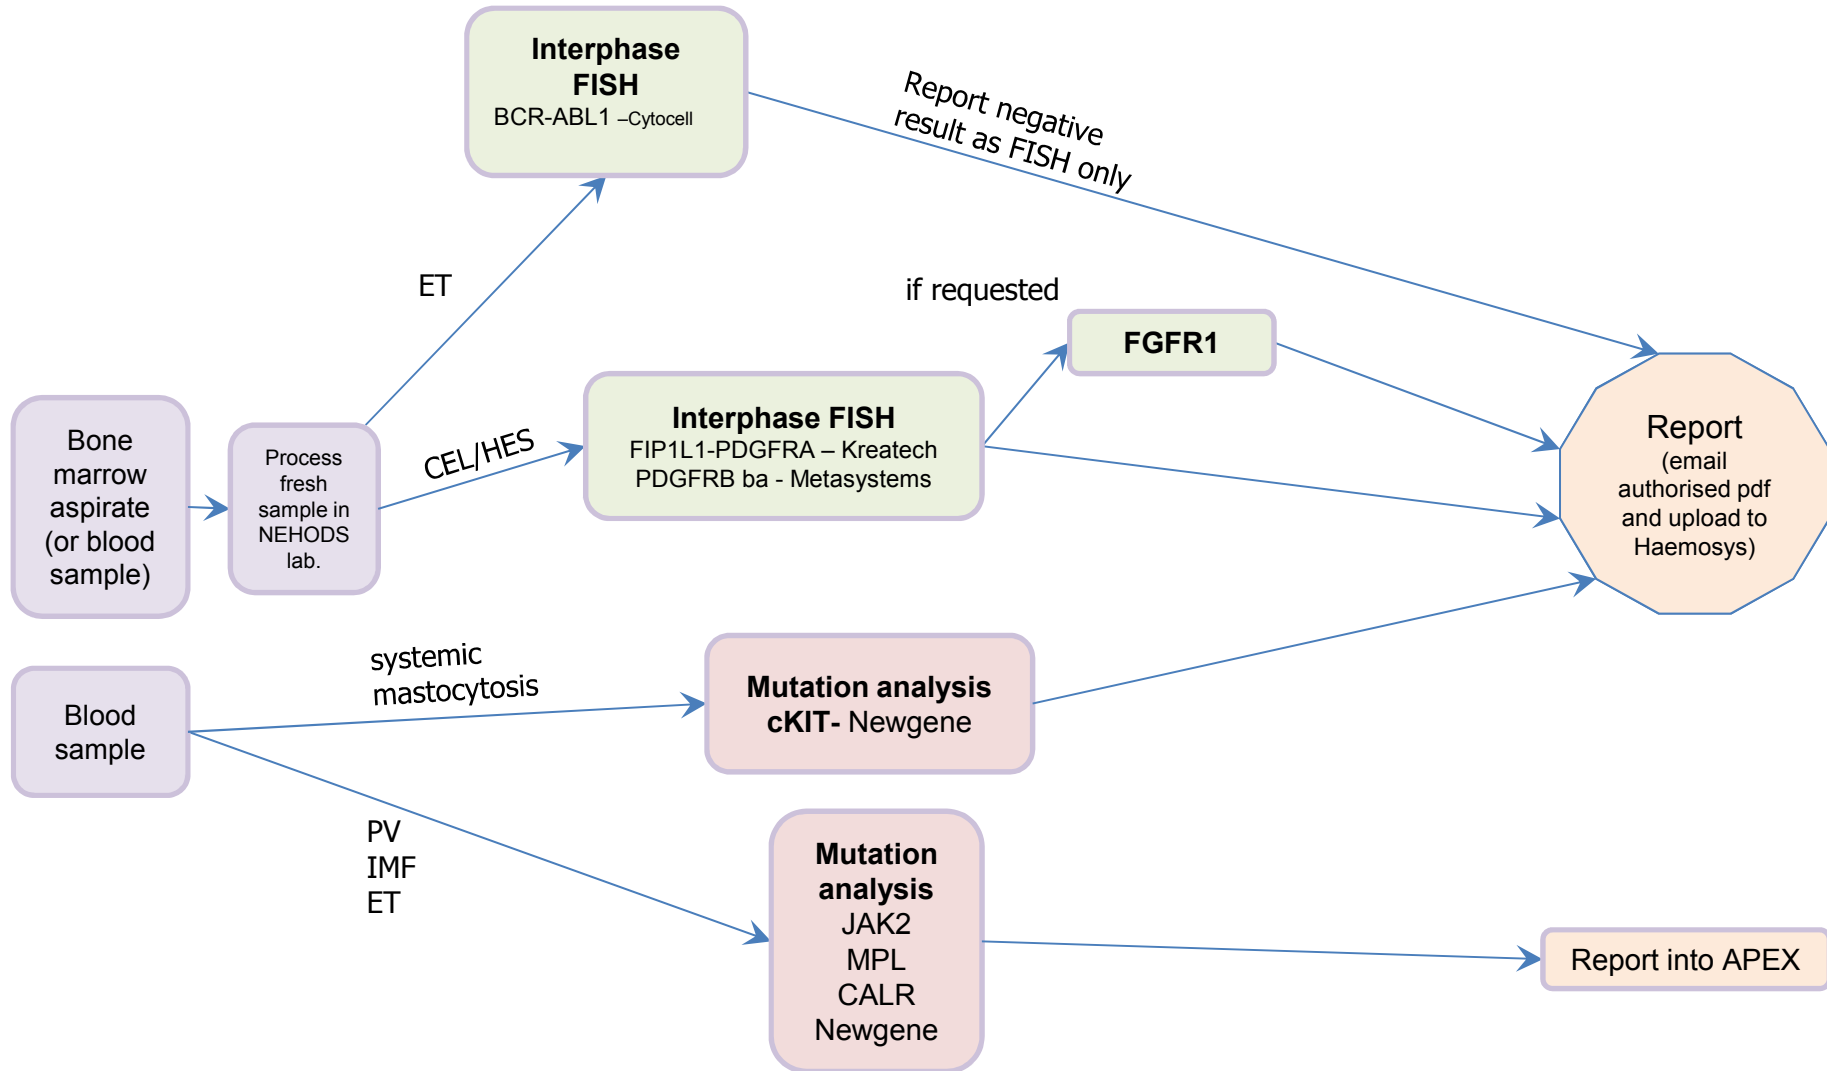 Interphase
FISH
BCR-ABL1 –Cytocell
Report negative
result as FISH only
ET
if requested
FGFR1
Bone
marrow
aspirate
(or blood
sample)
Process
fresh
sample in
NEHODS
lab.
CEL/HES
Interphase FISH
FIP1L1-PDGFRA – Kreatech
PDGFRB ba - Metasystems
Report
(email
authorised pdf
and upload to
Haemosys)
Blood
sample
systemic
mastocytosis
Mutation analysis
cKIT- Newgene
PV
IMF
ET
Mutation
analysis
JAK2
MPL
CALR
Newgene
Report into APEX